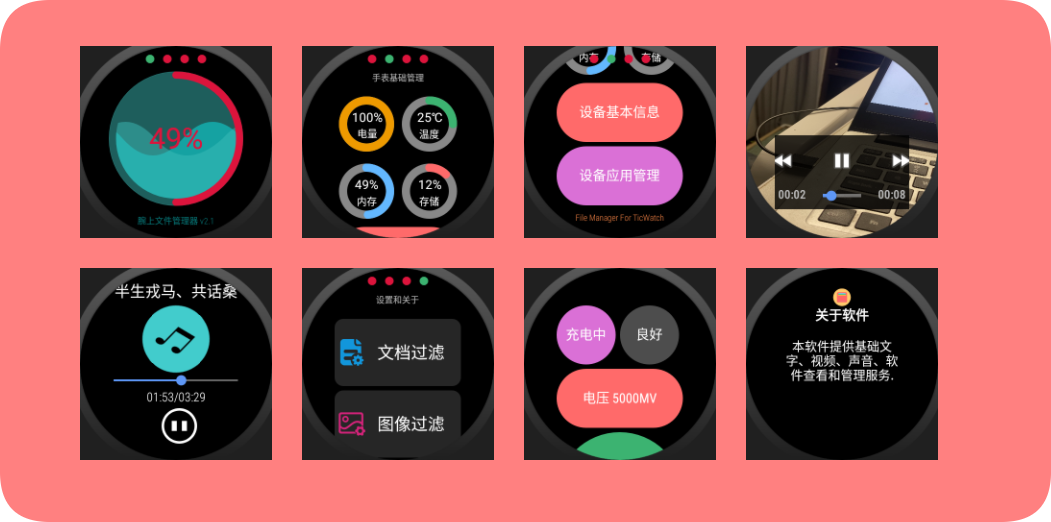 49%
腕上文件管理器 v2.1
手表基础管理
100%
电量
25℃
温度
49%
内存
12%
存储
内存
存储
设备基本信息
设备应用管理
File Manager For TicWatch
00:02
00:08
半生戎马、共话桑
01:53/03:29
设置和关于
文档过滤
图像过滤
充电中
良好
电压 5000MV
关于软件
本软件提供基础文
字、视频、声音、软
件查看和管理服务.